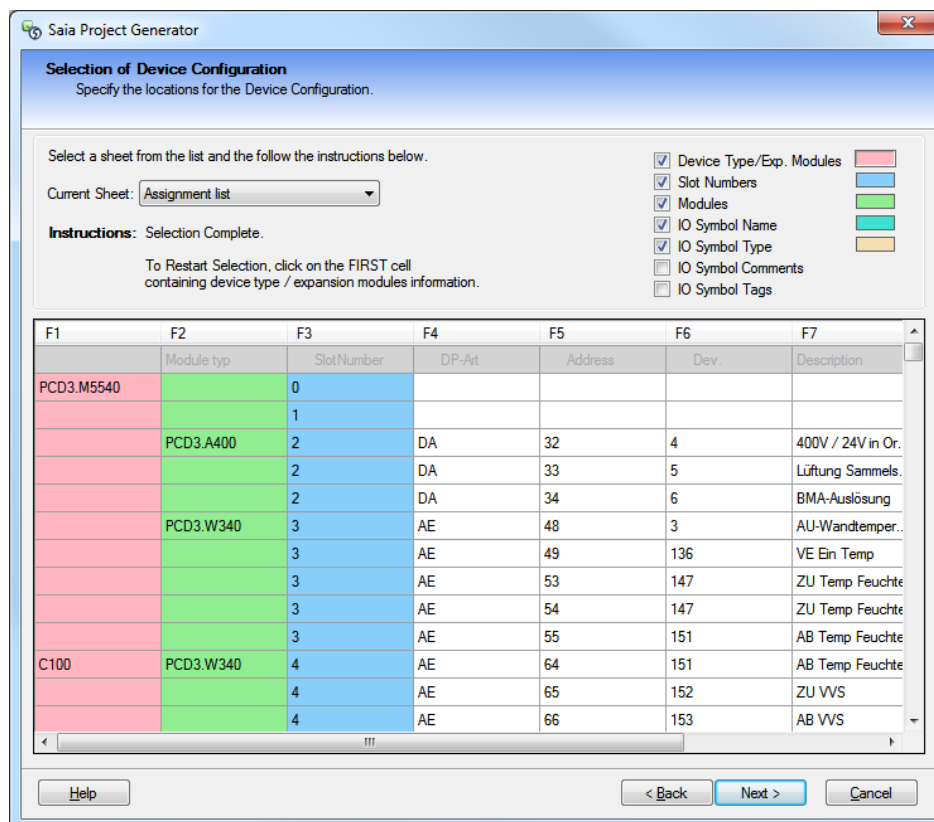 Saia Project Generator
Selection of Device Configuration
Specify the locations for the Device Configuration.
Select a sheet from the list and the follow the instructions below.
Current Sheet: Assignment list
Instructions: Selection Complete.
To Restart Selection, click on the FIRST cell
containing device type / expansion modules information.
Device Type/Exp. Modules
Slot Numbers
Modules
IO Symbol Name
IO Symbol Type
IO Symbol Comments
IO Symbol Tags
F1 F2 F3 F4 F5 F6 F7
Module typ SlotNumber DP-Art Address Dev. Description
PCD3.M5540 0
1
PCD3.A400 2 DA 32 4 400V / 24V in Or.
2 DA 33 5 Lüftung Sammels.
2 DA 34 6 BMA-Auslösung
PCD3.W340 3 AE 48 3 AU-Wandtemper..
3 AE 49 136 VE Ein Temp
3 AE 53 147 ZU Temp Feuchte
3 AE 54 147 ZU Temp Feuchte
3 AE 55 151 AB Temp Feuchte
C100 PCD3.W340 4 AE 64 151 AB Temp Feuchte
4 AE 65 152 ZU VVS
4 AE 66 153 AB VVS
Help < Back Next > Cancel